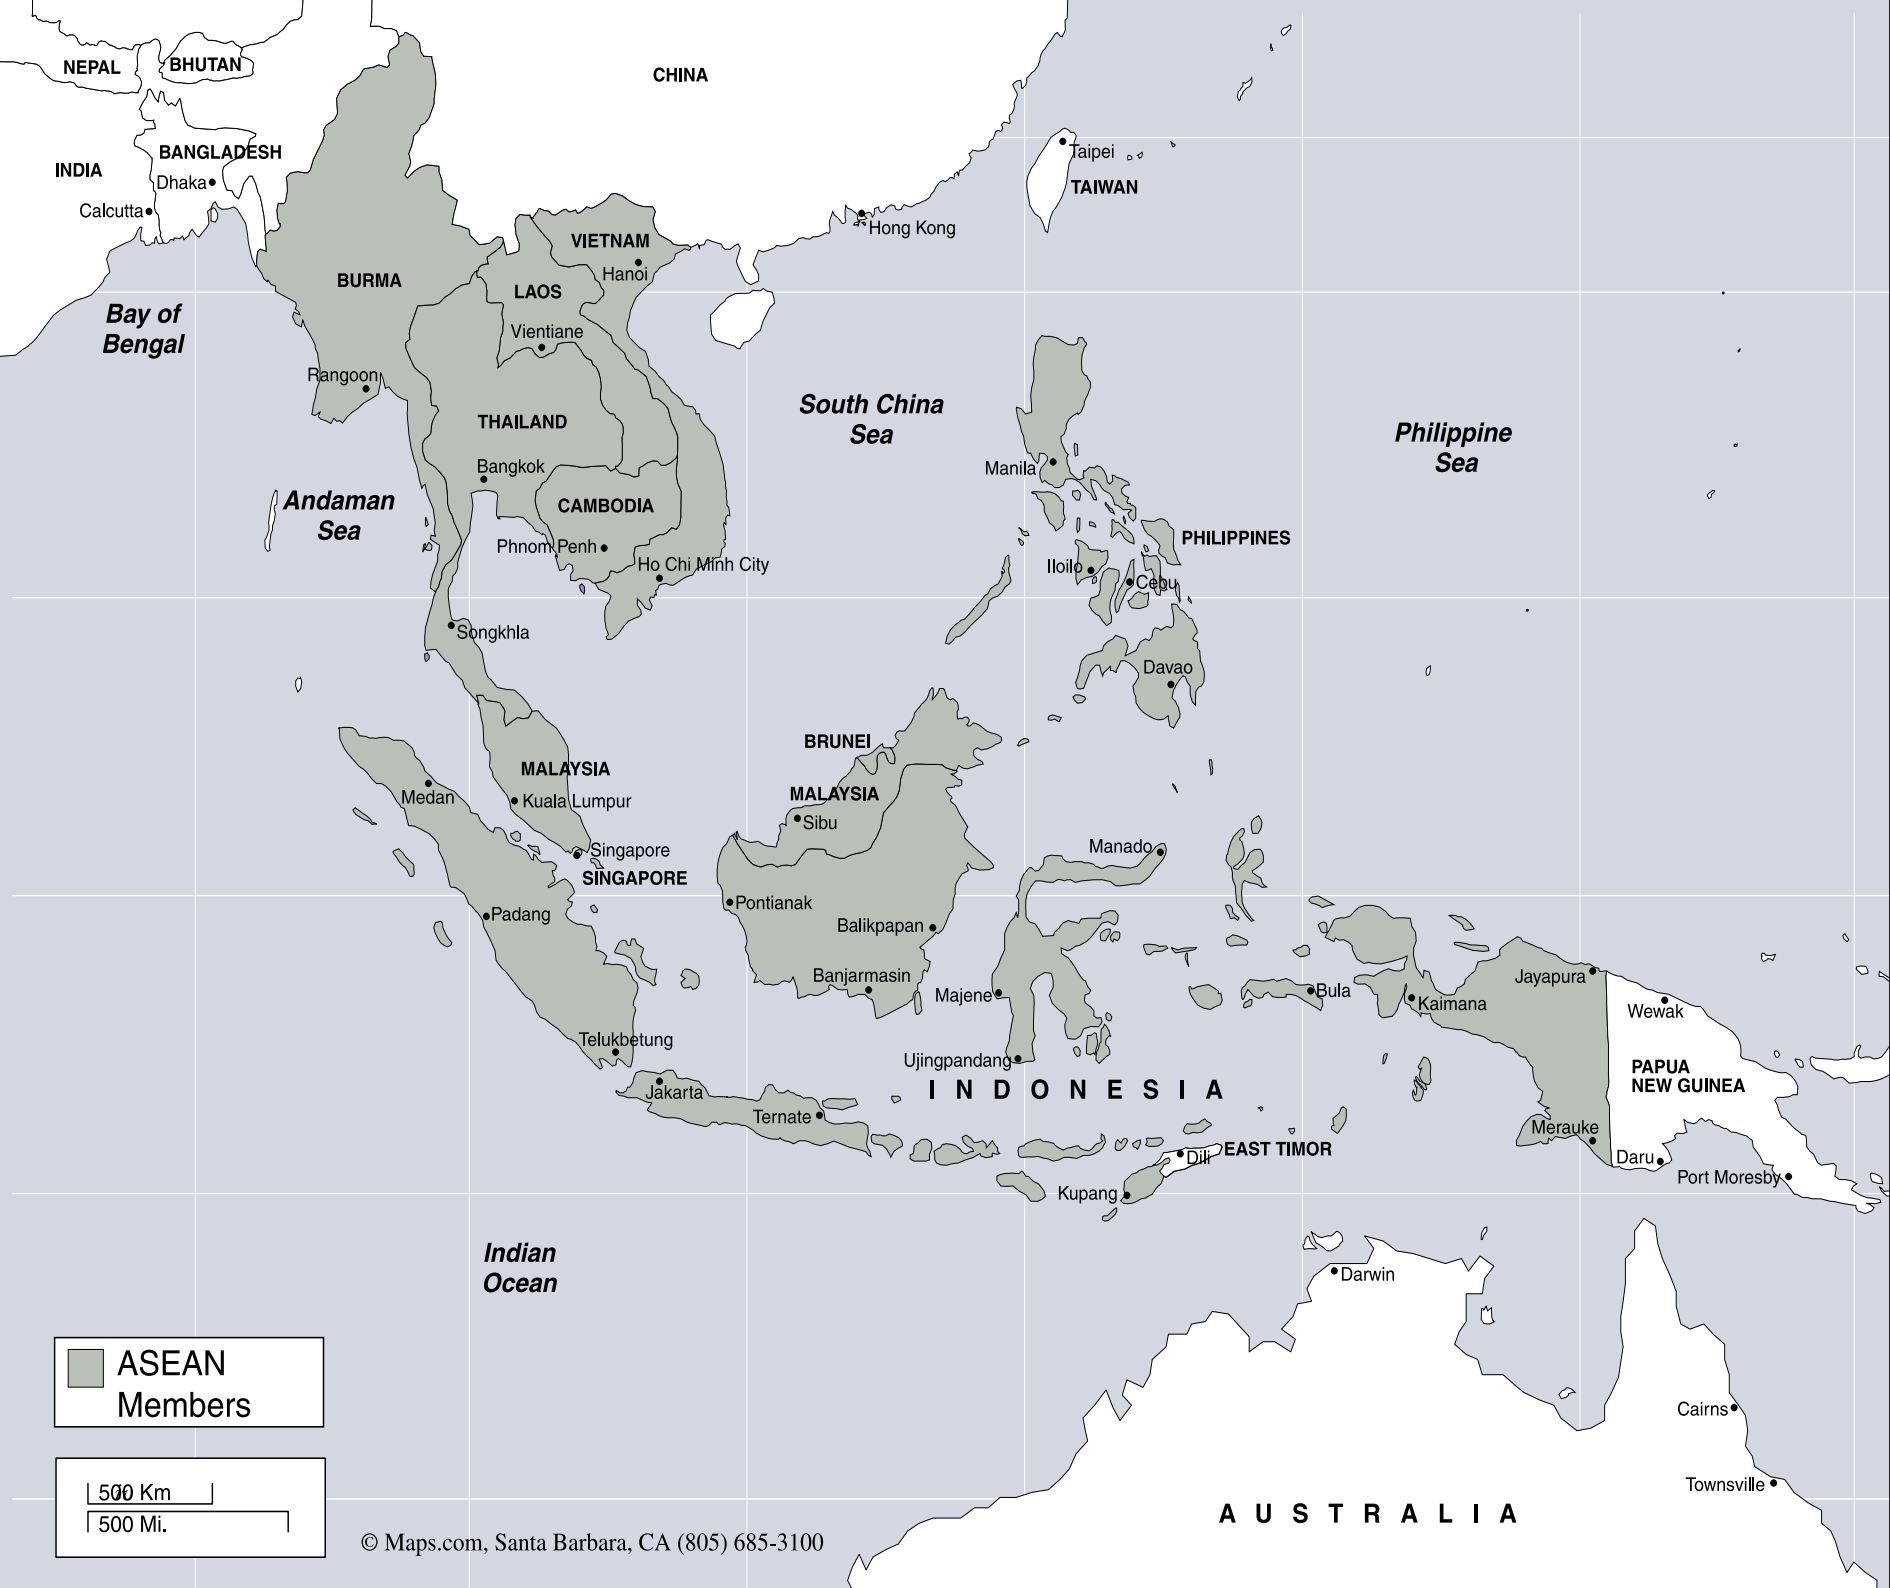 NEPAL
BHUTAN
CHINA
INDIA
BANGLADESH
Dhaka
Calcutta
Taipei
TAIWAN
Hong Kong
VIETNAM
Hanoi
BURMA
LAOS
Bay of
Bengal
Vientiane
Rangoon
THAILAND
South China
Sea
Philippine
Sea
Bangkok
Manila
Andaman
Sea
CAMBODIA
PHILIPPINES
Phnom Penh
Ho Chi Minh City
Iloilo
Cebu
Songkhla
Davao
BRUNEI
MALAYSIA
MALAYSIA
Medan
Kuala Lumpur
Sibu
Singapore
SINGAPORE
Manado
Padang
Pontianak
Balikpapan
Banjarmasin
Majene
Bula
Kaimana
Jayapura
Wewak
Telukbetung
Ujingpandang
INDONESIA
PAPUA
NEW GUINEA
Jakarta
Ternate
Merauke
EAST TIMOR
Dili
Daru
Port Moresby
Kupang
Indian
Ocean
Darwin
ASEAN
Members
Cairns
Townsville
500 Km
500 Mi.
AUSTRALIA
© Maps.com, Santa Barbara, CA (805) 685-3100